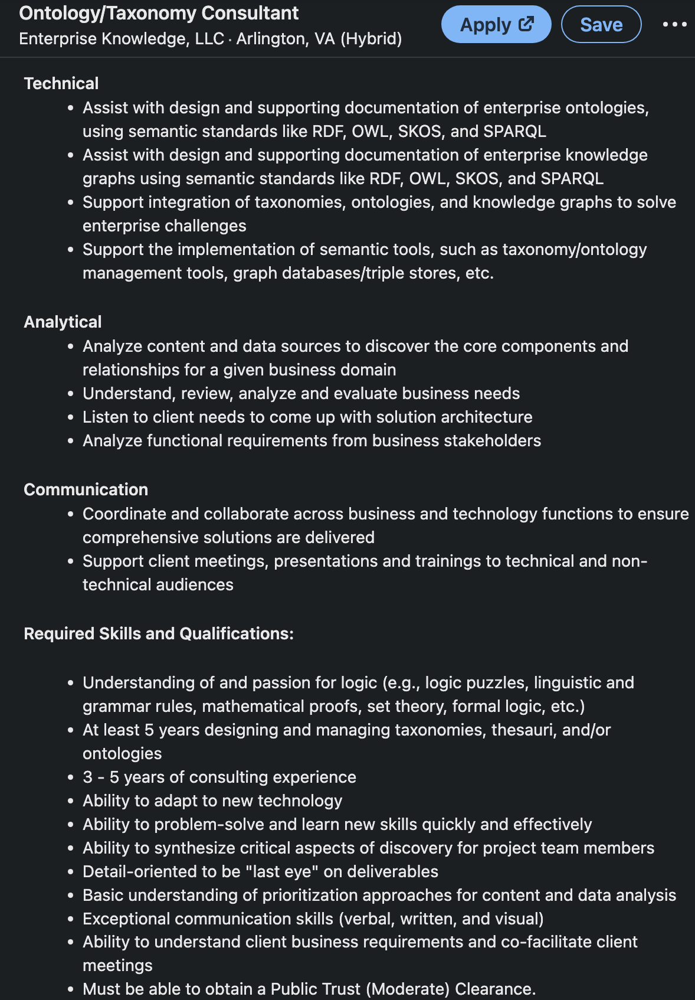 Ontology/Taxonomy Consultant
Enterprise Knowledge, LLC · Arlington, VA (Hybrid)
Apply
Save
Technical
• Assist with design and supporting documentation of enterprise ontologies,
using semantic standards like RDF, OWL, SKOS, and SPARQL
• Assist with design and supporting documentation of enterprise knowledge
graphs using semantic standards like RDF, OWL, SKOS, and SPARQL
• Support integration of taxonomies, ontologies, and knowledge graphs to solve
enterprise challenges
• Support the implementation of semantic tools, such as taxonomy/ontology
management tools, graph databases/triple stores, etc.
Analytical
• Analyze content and data sources to discover the core components and
relationships for a given business domain
• Understand, review, analyze and evaluate business needs
• Listen to client needs to come up with solution architecture
• Analyze functional requirements from business stakeholders
Communication
• Coordinate and collaborate across business and technology functions to ensure
comprehensive solutions are delivered
• Support client meetings, presentations and trainings to technical and non-
technical audiences
Required Skills and Qualifications:
• Understanding of and passion for logic (e.g., logic puzzles, linguistic and
grammar rules, mathematical proofs, set theory, formal logic, etc.)
• At least 5 years designing and managing taxonomies, thesauri, and/or
ontologies
• 3 - 5 years of consulting experience
• Ability to adapt to new technology
• Ability to problem-solve and learn new skills quickly and effectively
• Ability to synthesize critical aspects of discovery for project team members
• Detail-oriented to be "last eye" on deliverables
• Basic understanding of prioritization approaches for content and data analysis
• Exceptional communication skills (verbal, written, and visual)
• Ability to understand client business requirements and co-facilitate client
meetings
• Must be able to obtain a Public Trust (Moderate) Clearance.